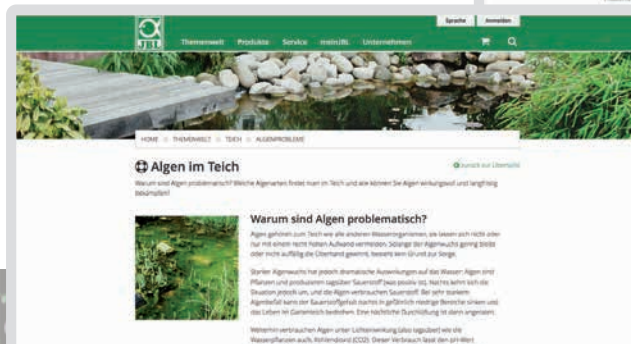 Sprache Anmelden
JBL
Themenwelt Produkte Service meinJBL Unternehmen
HOME THEMENWELT TEICH ALGENPROBLEME
Algen im Teich
zurück zur Übersicht
Warum sind Algen problematisch? Welche Algenarten findet man im Teich und wie können Sie Algen wirkungsvoll und langfristig
bekämpfen?
Warum sind Algen problematisch?
Algen gehören zum Teich wie alle anderen Wasserorganismen, sie lassen sich nicht oder
nur mit einem recht hohen Aufwand vermeiden. Solange der Algenwuchs gering bleibt
oder nicht auffällig die Überhand gewinnt, besteht kein Grund zur Sorge.
Starker Algenwuchs hat jedoch dramatische Auswirkungen auf das Wasser: Algen sind
Pflanzen und produzieren tagsüber Sauerstoff (was positiv ist). Nachts kehrt sich die
Situation jedoch um, und die Algen verbrauchen Sauerstoff. Bei sehr starkem
Algenbefall kann der Sauerstoffgehalt nachts in gefährlich niedrige Bereiche sinken und
das Leben im Gartenteich bedrohen. Eine nächtliche Durchlüftung ist dann angeraten.
Weiterhin verbrauchen Algen unter Lichteinwirkung (also tagsüber) wie die
Wasserpflanzen auch, Kohlendioxid (CO2). Dieser Verbrauch lässt den pH-Wert